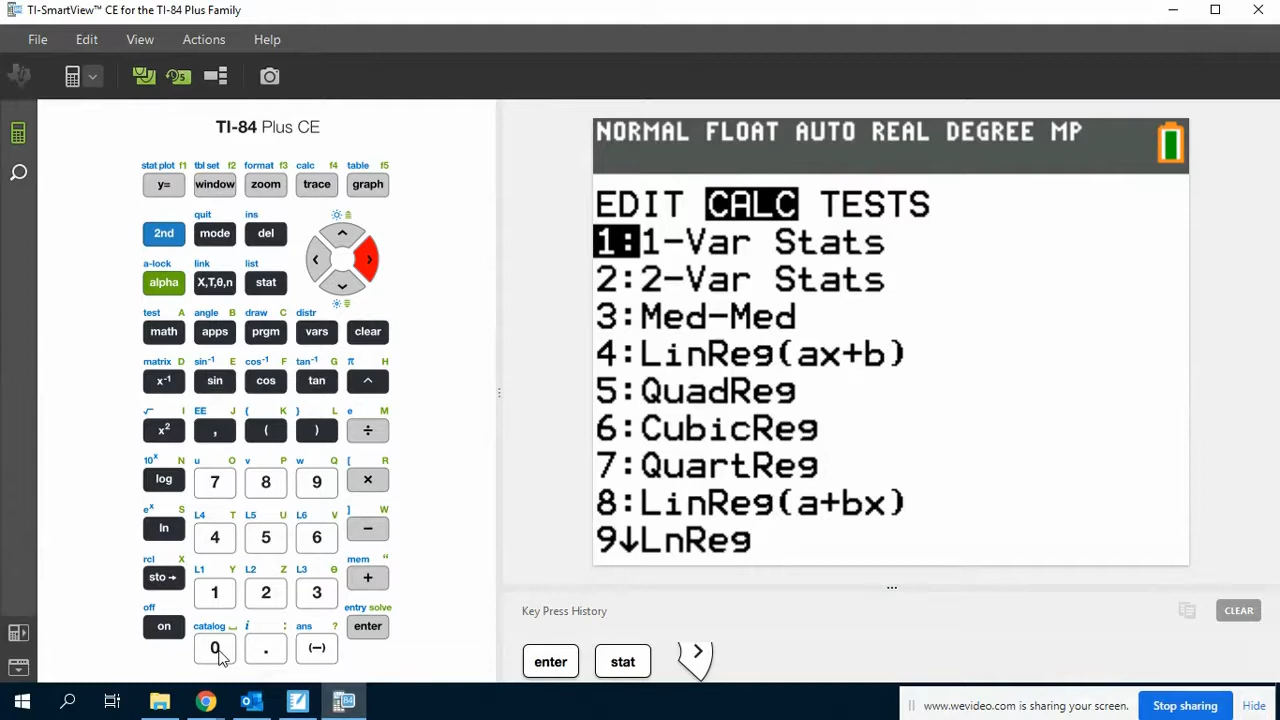 TI-SmartView™ CE for the TI-84 Plus Family
File Edit View Actions Help
TI-84 Plus CE
stat plot f1 tbl set f2 format f3 calc f4 table f5
y= window zoom trace graph
quit ins
2nd mode del
a-lock link list
alpha X,T,θ,n stat
test A angle B draw C distr
math apps prgm vars clear
matrix D sin⁻¹ E cos⁻¹ F tan⁻¹ G π H
x⁻¹ sin cos tan ^
√ I EE J { K } L e M
x² , ( ) ÷
10ˣ N u O v P w Q [ R
log 7 8 9 ×
eˣ S L4 T L5 U L6 V ] W
ln 4 5 6 −
rcl X L1 Y L2 Z L3 θ mem “
sto→ 1 2 3 +
off catalog ⎵ i : ans ? entry solve
on 0 . (−) enter
NORMAL FLOAT AUTO REAL DEGREE MP
EDIT CALC TESTS
1:1-Var Stats
2:2-Var Stats
3:Med-Med
4:LinReg(ax+b)
5:QuadReg
6:CubicReg
7:QuartReg
8:LinReg(a+bx)
9↓LnReg
...
Key Press History CLEAR
enter stat >
www.wevideo.com is sharing your screen. Stop sharing Hide